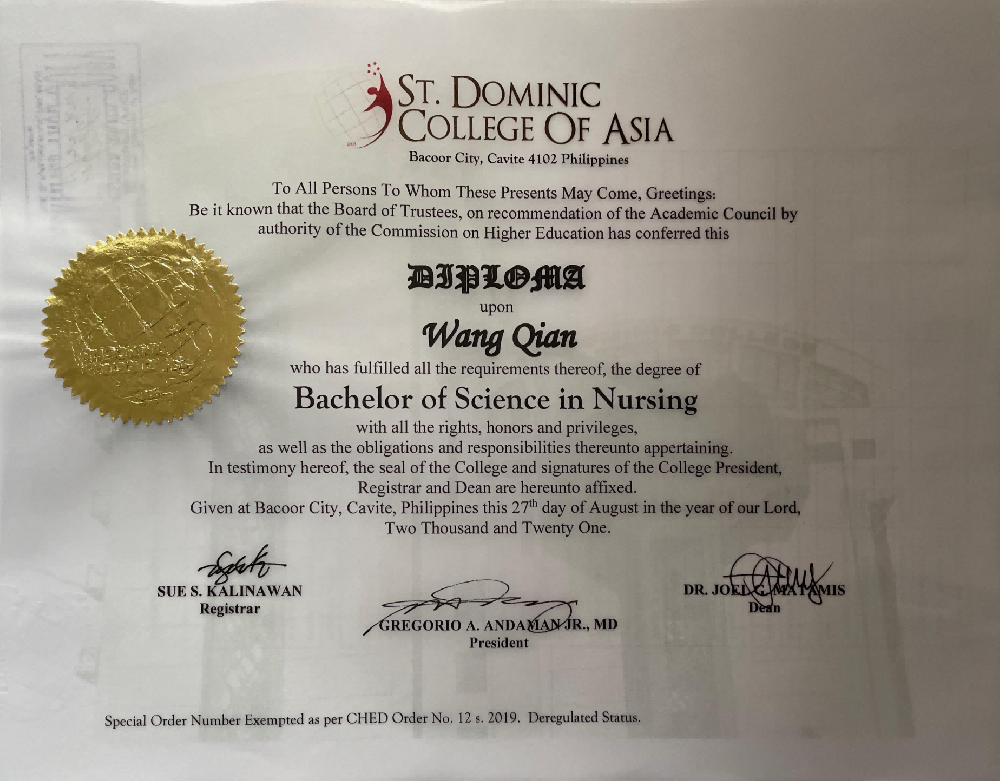 ST. DOMINIC
COLLEGE OF ASIA
Bacoor City, Cavite 4102 Philippines
To All Persons To Whom These Presents May Come, Greetings:
Be it known that the Board of Trustees, on recommendation of the Academic Council by
authority of the Commission on Higher Education has conferred this
DIPLOMA
upon
Wang Qian
who has fulfilled all the requirements thereof, the degree of
Bachelor of Science in Nursing
with all the rights, honors and privileges,
as well as the obligations and responsibilities thereunto appertaining.
In testimony hereof, the seal of the College and signatures of the College President,
Registrar and Dean are hereunto affixed.
Given at Bacoor City, Cavite, Philippines this 27th day of August in the year of our Lord,
Two Thousand and Twenty One.
SUE S. KALINAWAN
Registrar
DR. JOEL G. MATAMIS
Dean
GREGORIO A. ANDAMAN JR., MD
President
Special Order Number Exempted as per CHED Order No. 12 s. 2019. Deregulated Status.